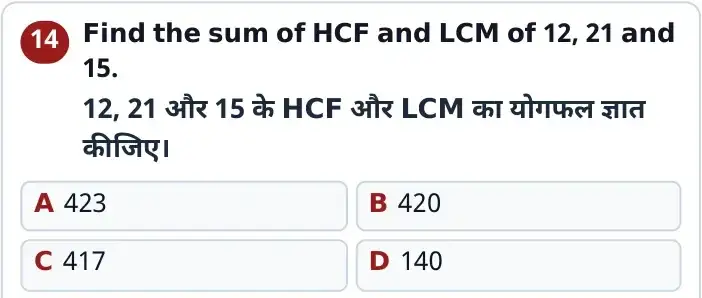 14 Find the sum of HCF and LCM of 12, 21 and
15.
12, 21 और 15 के HCF और LCM का योगफल ज्ञात
कीजिए।
A 423
B 420
C 417
D 140